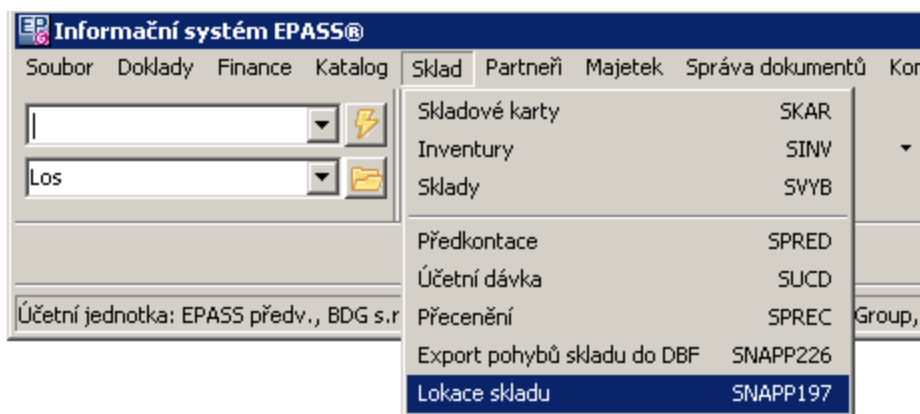 Informační systém EPASS®
Soubor Doklady Finance Katalog Sklad Partneři Majetek Správa dokumentů
Skladové karty SKAR
Inventury SINV
Los
Sklady SVYB
Předkontace SPRED
Účetní dávka SUCD
Účetní jednotka: EPASS předv., BDG s.r
Přecenění SPREC
Group,
Export pohybů skladu do DBF SNAPP226
Lokace skladu SNAPP197